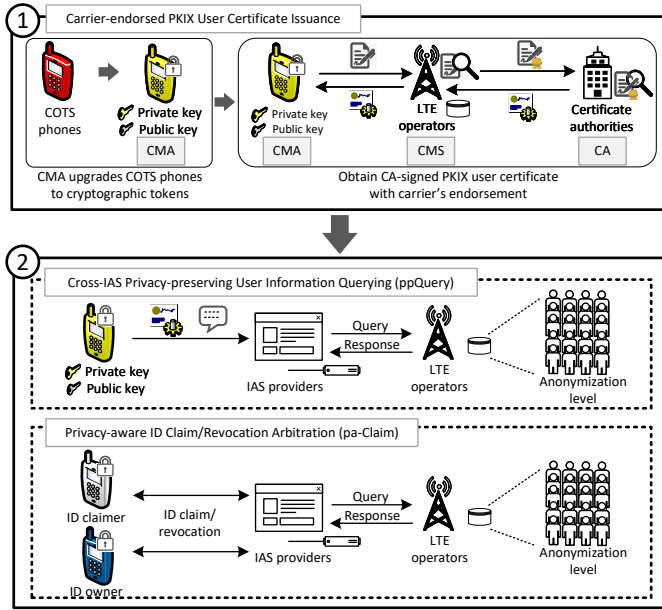 1
Carrier-endorsed PKIX User Certificate Issuance
COTS
phones
Private key
Public key
CMA
CMA upgrades COTS phones
to cryptographic tokens
Private key
Public key
CMA
LTE
operators
CMS
Certificate
authorities
CA
Obtain CA-signed PKIX user certificate
with carrier's endorsement
2
Cross-IAS Privacy-preserving User Information Querying (ppQuery)
Private key
Public key
IAS providers
Query
Response
LTE
operators
Anonymization
level
Privacy-aware ID Claim/Revocation Arbitration (pa-Claim)
ID claimer
ID owner
ID claim/
revocation
IAS providers
Query
Response
LTE
operators
Anonymization
level